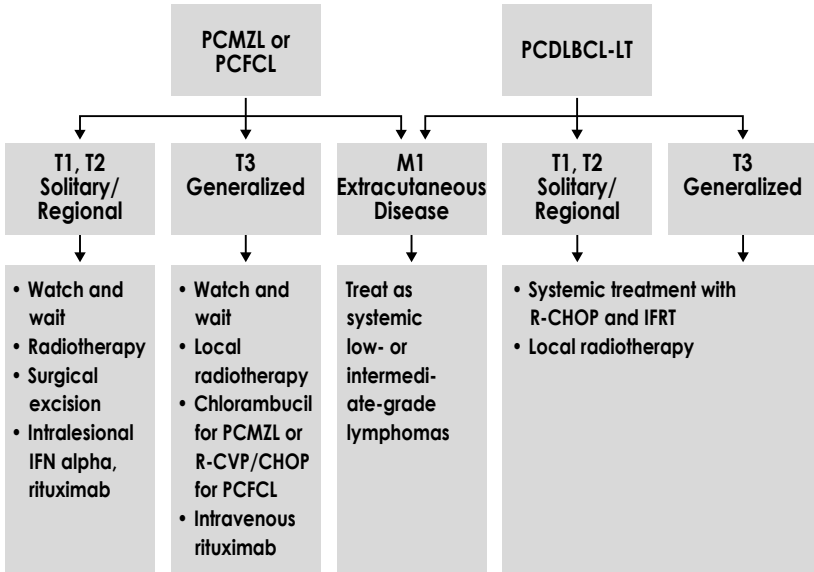 PCMZL or
PCFCL
PCDLBCL-LT
T1, T2
Solitary/
Regional
T3
Generalized
M1
Extracutaneous
Disease
T1, T2
Solitary/
Regional
T3
Generalized
• Watch and
wait
• Radiotherapy
• Surgical
excision
• Intralesional
IFN alpha,
rituximab
• Watch and
wait
• Local
radiotherapy
• Chlorambucil
for PCMZL or
R-CVP/CHOP
for PCFCL
• Intravenous
rituximab
Treat as
systemic
low- or
intermedi-
ate-grade
lymphomas
• Systemic treatment with
R-CHOP and IFRT
• Local radiotherapy